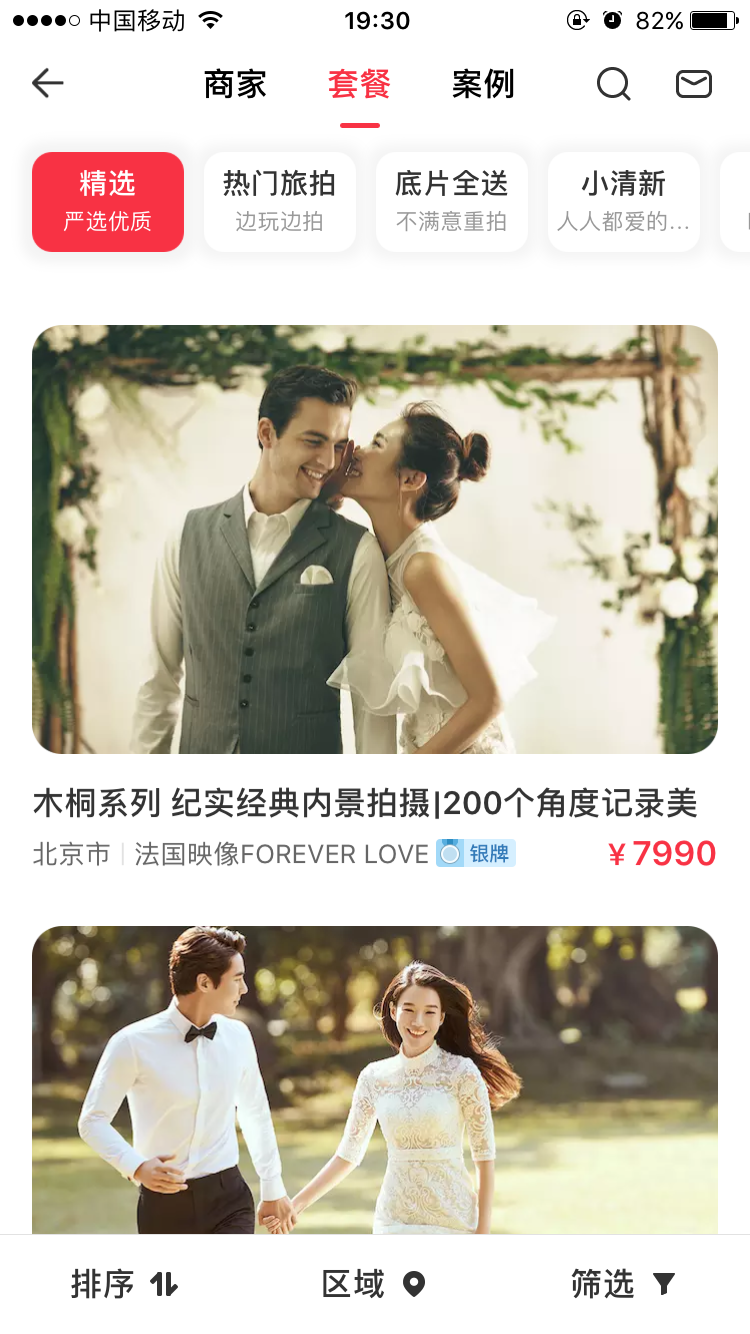 中国移动 19:30 82%
商家 套餐 案例
精选 热门旅拍 底片全送 小清新
严选优质 边玩边拍 不满意重拍 人人都爱的...
木桐系列 纪实经典内景拍摄|200个角度记录美
北京市 法国映像FOREVER LOVE 银牌 ¥7990
排序 区域 筛选